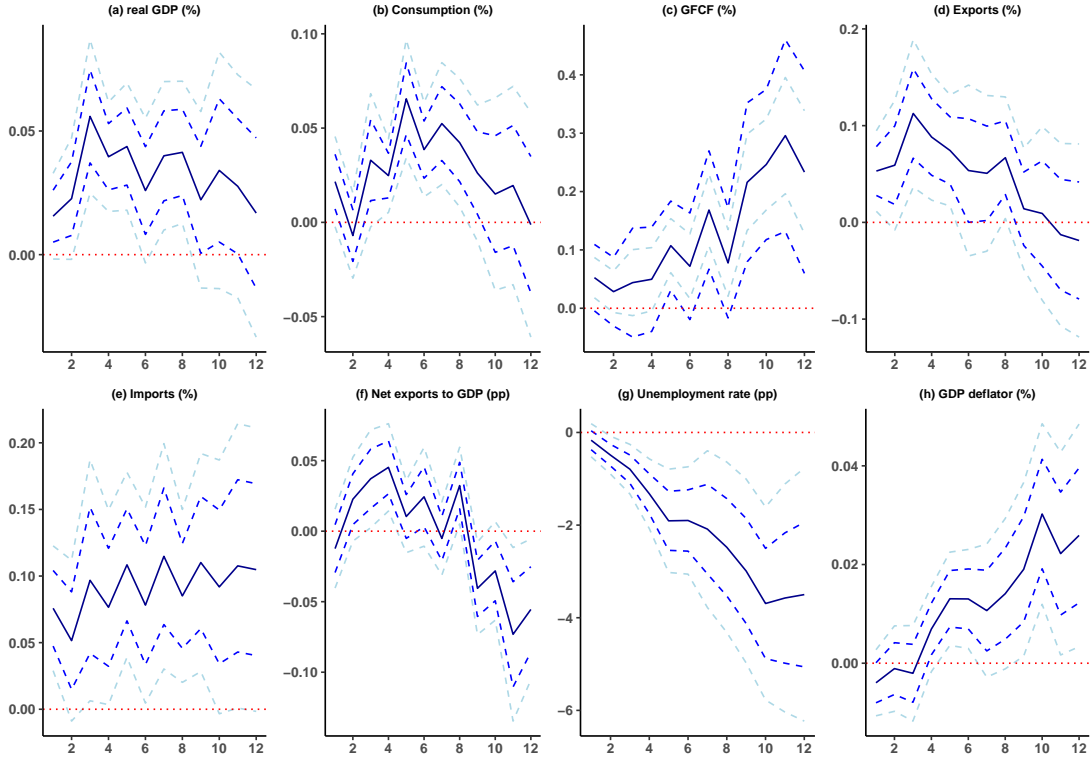 (a) real GDP (%)
0.05
0.00
2 4 6 8 10 12
(b) Consumption (%)
0.10
0.05
0.00
−0.05
2 4 6 8 10 12
(c) GFCF (%)
0.4
0.3
0.2
0.1
0.0
2 4 6 8 10 12
(d) Exports (%)
0.2
0.1
0.0
−0.1
2 4 6 8 10 12
(e) Imports (%)
0.20
0.15
0.10
0.05
0.00
2 4 6 8 10 12
(f) Net exports to GDP (pp)
0.05
0.00
−0.05
−0.10
2 4 6 8 10 12
(g) Unemployment rate (pp)
0
−2
−4
−6
2 4 6 8 10 12
(h) GDP deflator (%)
0.04
0.02
0.00
2 4 6 8 10 12